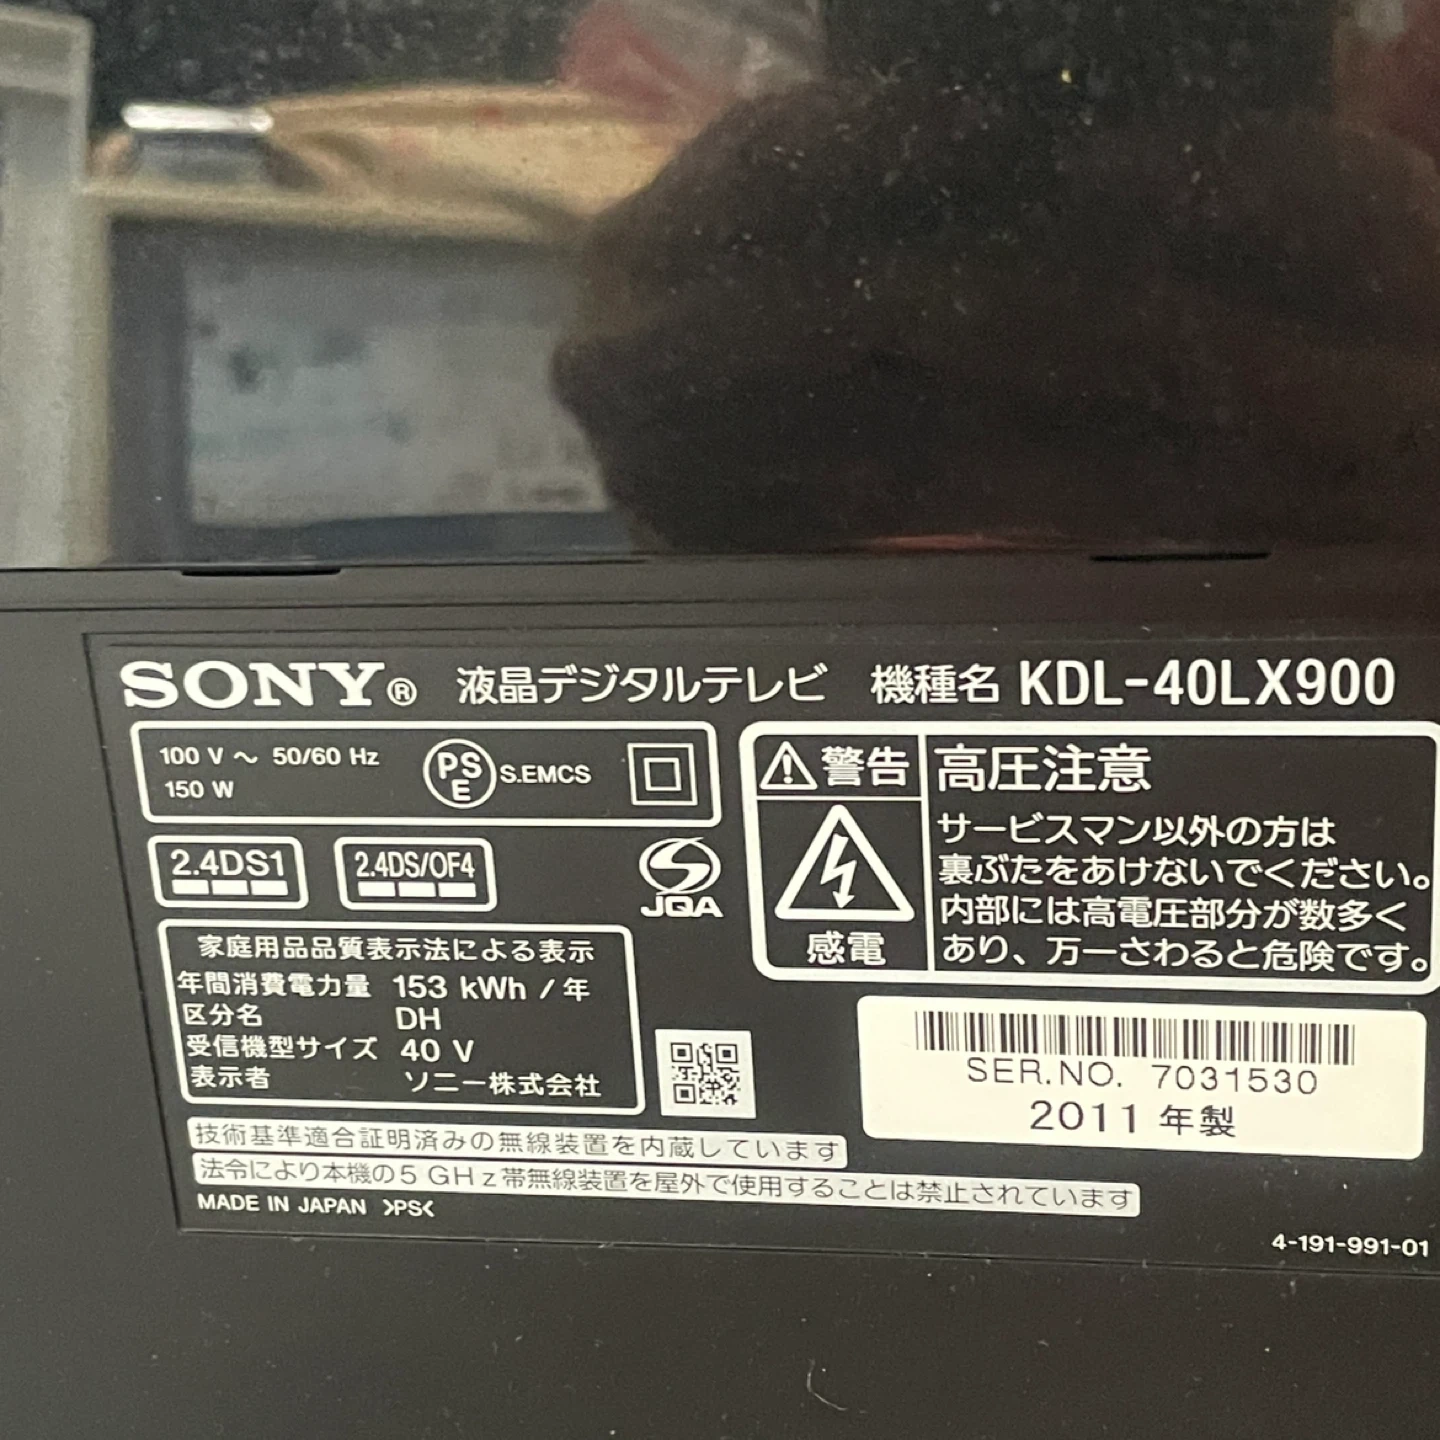 SONY® 液晶デジタルテレビ 機種名 KDL-40LX900
100 V ～ 50/60 Hz
150 W
PSE S.EMCS
2.4DS1
2.4DS/OF4
JQA
家庭用品品質表示法による表示
年間消費電力量 153 kWh / 年
区分名 DH
受信機型サイズ 40 V
表示者 ソニー株式会社
警告
感電
高圧注意
サービスマン以外の方は
裏ぶたをあけないでください。
内部には高電圧部分が数多く
あり、万一さわると危険です。
SER.NO. 7031530
2011 年製
技術基準適合証明済みの無線装置を内蔵しています
法令により本機の5 GHz帯無線装置を屋外で使用することは禁止されています
MADE IN JAPAN >PS<
4-191-991-01